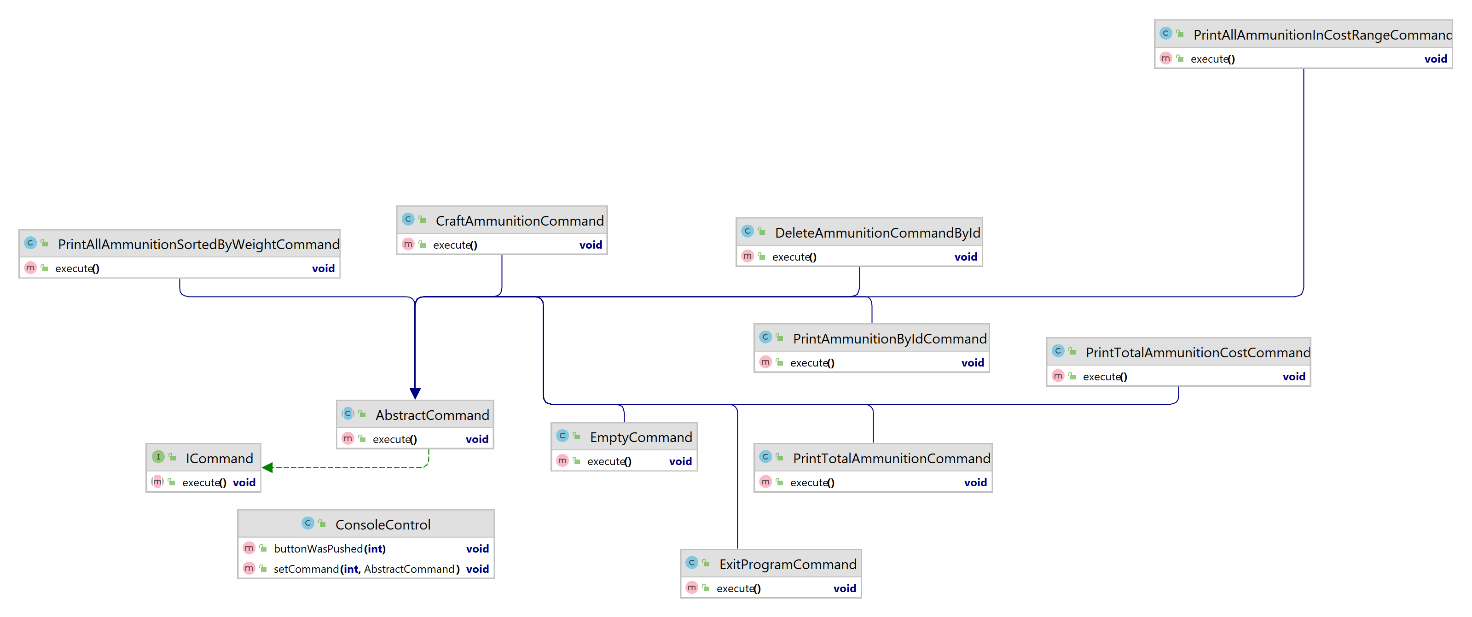 PrintAllAmmunitionInCostRangeCommand
execute() void
CraftAmmunitionCommand
execute() void
DeleteAmmunitionCommandById
execute() void
PrintAllAmmunitionSortedByWeightCommand
execute() void
PrintAmmunitionByIdCommand
execute() void
PrintTotalAmmunitionCostCommand
execute() void
AbstractCommand
execute() void
EmptyCommand
execute() void
ICommand
execute() void
PrintTotalAmmunitionCommand
execute() void
ConsoleControl
buttonWasPushed(int) void
setCommand(int, AbstractCommand) void
ExitProgramCommand
execute() void